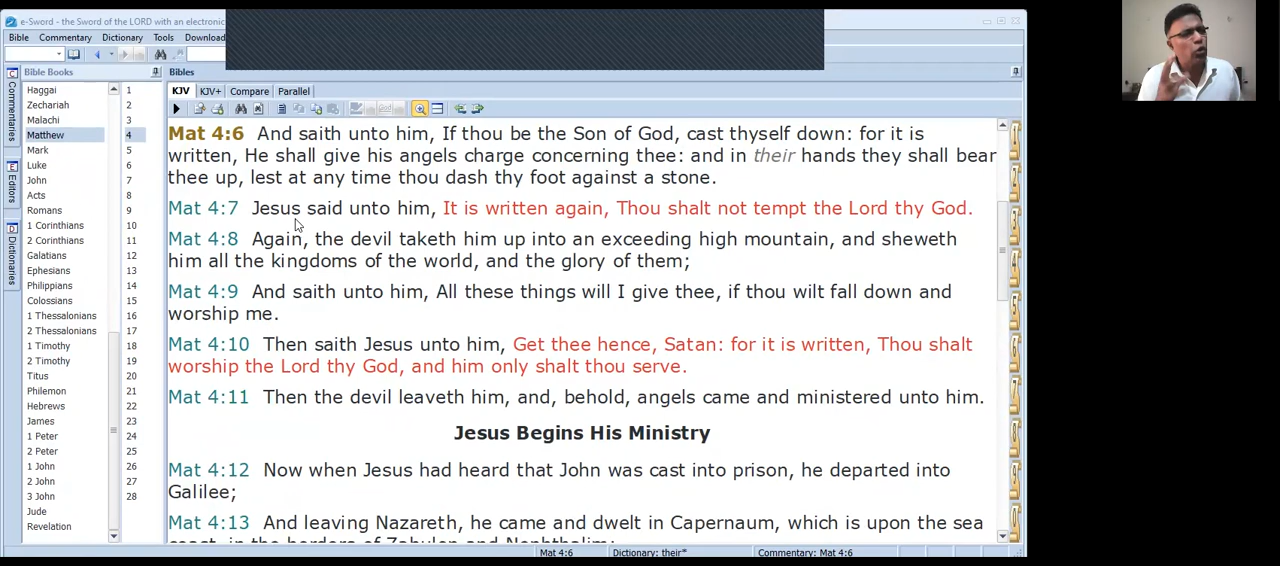 e-Sword - the Sword of the LORD with an electronic
Bible Commentary Dictionary Tools Download
Bible Books
Bibles
KJV KJV+ Compare Parallel
Commentaries
Editors
Dictionaries
Haggai 1
Zechariah 2
Malachi 3
Matthew 4
Mark 5
Luke 6
John 7
Acts 8
Romans 9
1 Corinthians 10
2 Corinthians 11
Galatians 12
Ephesians 13
Philippians 14
Colossians 15
1 Thessalonians 16
2 Thessalonians 17
1 Timothy 18
2 Timothy 19
Titus 20
Philemon 21
Hebrews 22
James 23
1 Peter 24
2 Peter 25
1 John 26
2 John 27
3 John 28
Jude
Revelation
Mat 4:6 And saith unto him, If thou be the Son of God, cast thyself down: for it is
written, He shall give his angels charge concerning thee: and in their hands they shall bear
thee up, lest at any time thou dash thy foot against a stone.
Mat 4:7 Jesus said unto him, It is written again, Thou shalt not tempt the Lord thy God.
Mat 4:8 Again, the devil taketh him up into an exceeding high mountain, and sheweth
him all the kingdoms of the world, and the glory of them;
Mat 4:9 And saith unto him, All these things will I give thee, if thou wilt fall down and
worship me.
Mat 4:10 Then saith Jesus unto him, Get thee hence, Satan: for it is written, Thou shalt
worship the Lord thy God, and him only shalt thou serve.
Mat 4:11 Then the devil leaveth him, and, behold, angels came and ministered unto him.
Jesus Begins His Ministry
Mat 4:12 Now when Jesus had heard that John was cast into prison, he departed into
Galilee;
Mat 4:13 And leaving Nazareth, he came and dwelt in Capernaum, which is upon the sea
coast, in the borders of Zabulon and Nephthalim:
Mat 4:6 Dictionary: their* Commentary: Mat 4:6